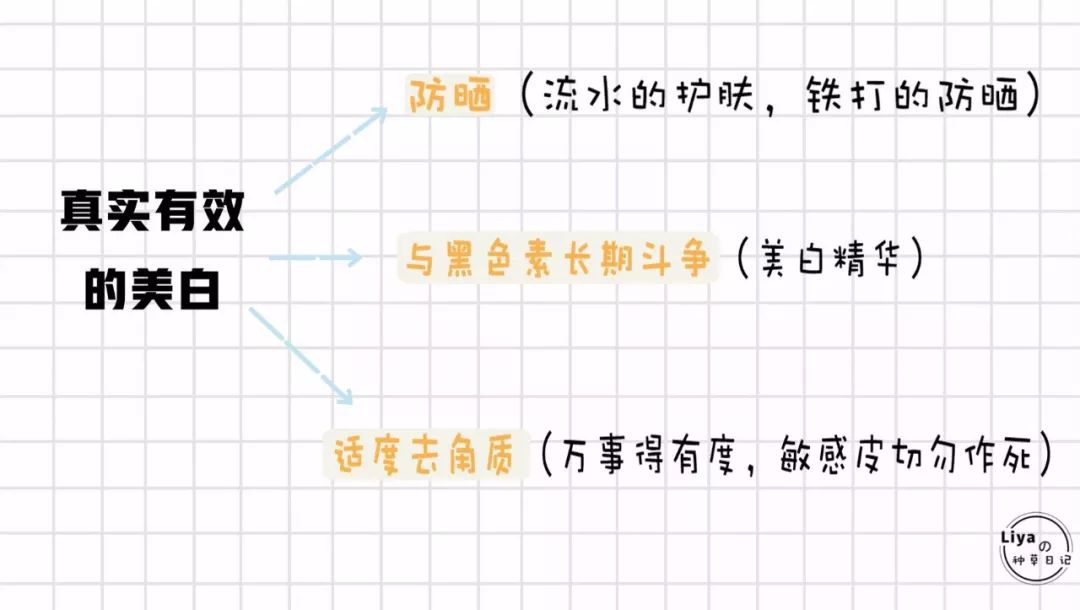 防晒（流水的护肤，铁打的防晒）
真实有效
的美白
与黑色素长期斗争（美白精华）
适度去角质（万事得有度，敏感皮切勿作死）
Liyaの
种草日记